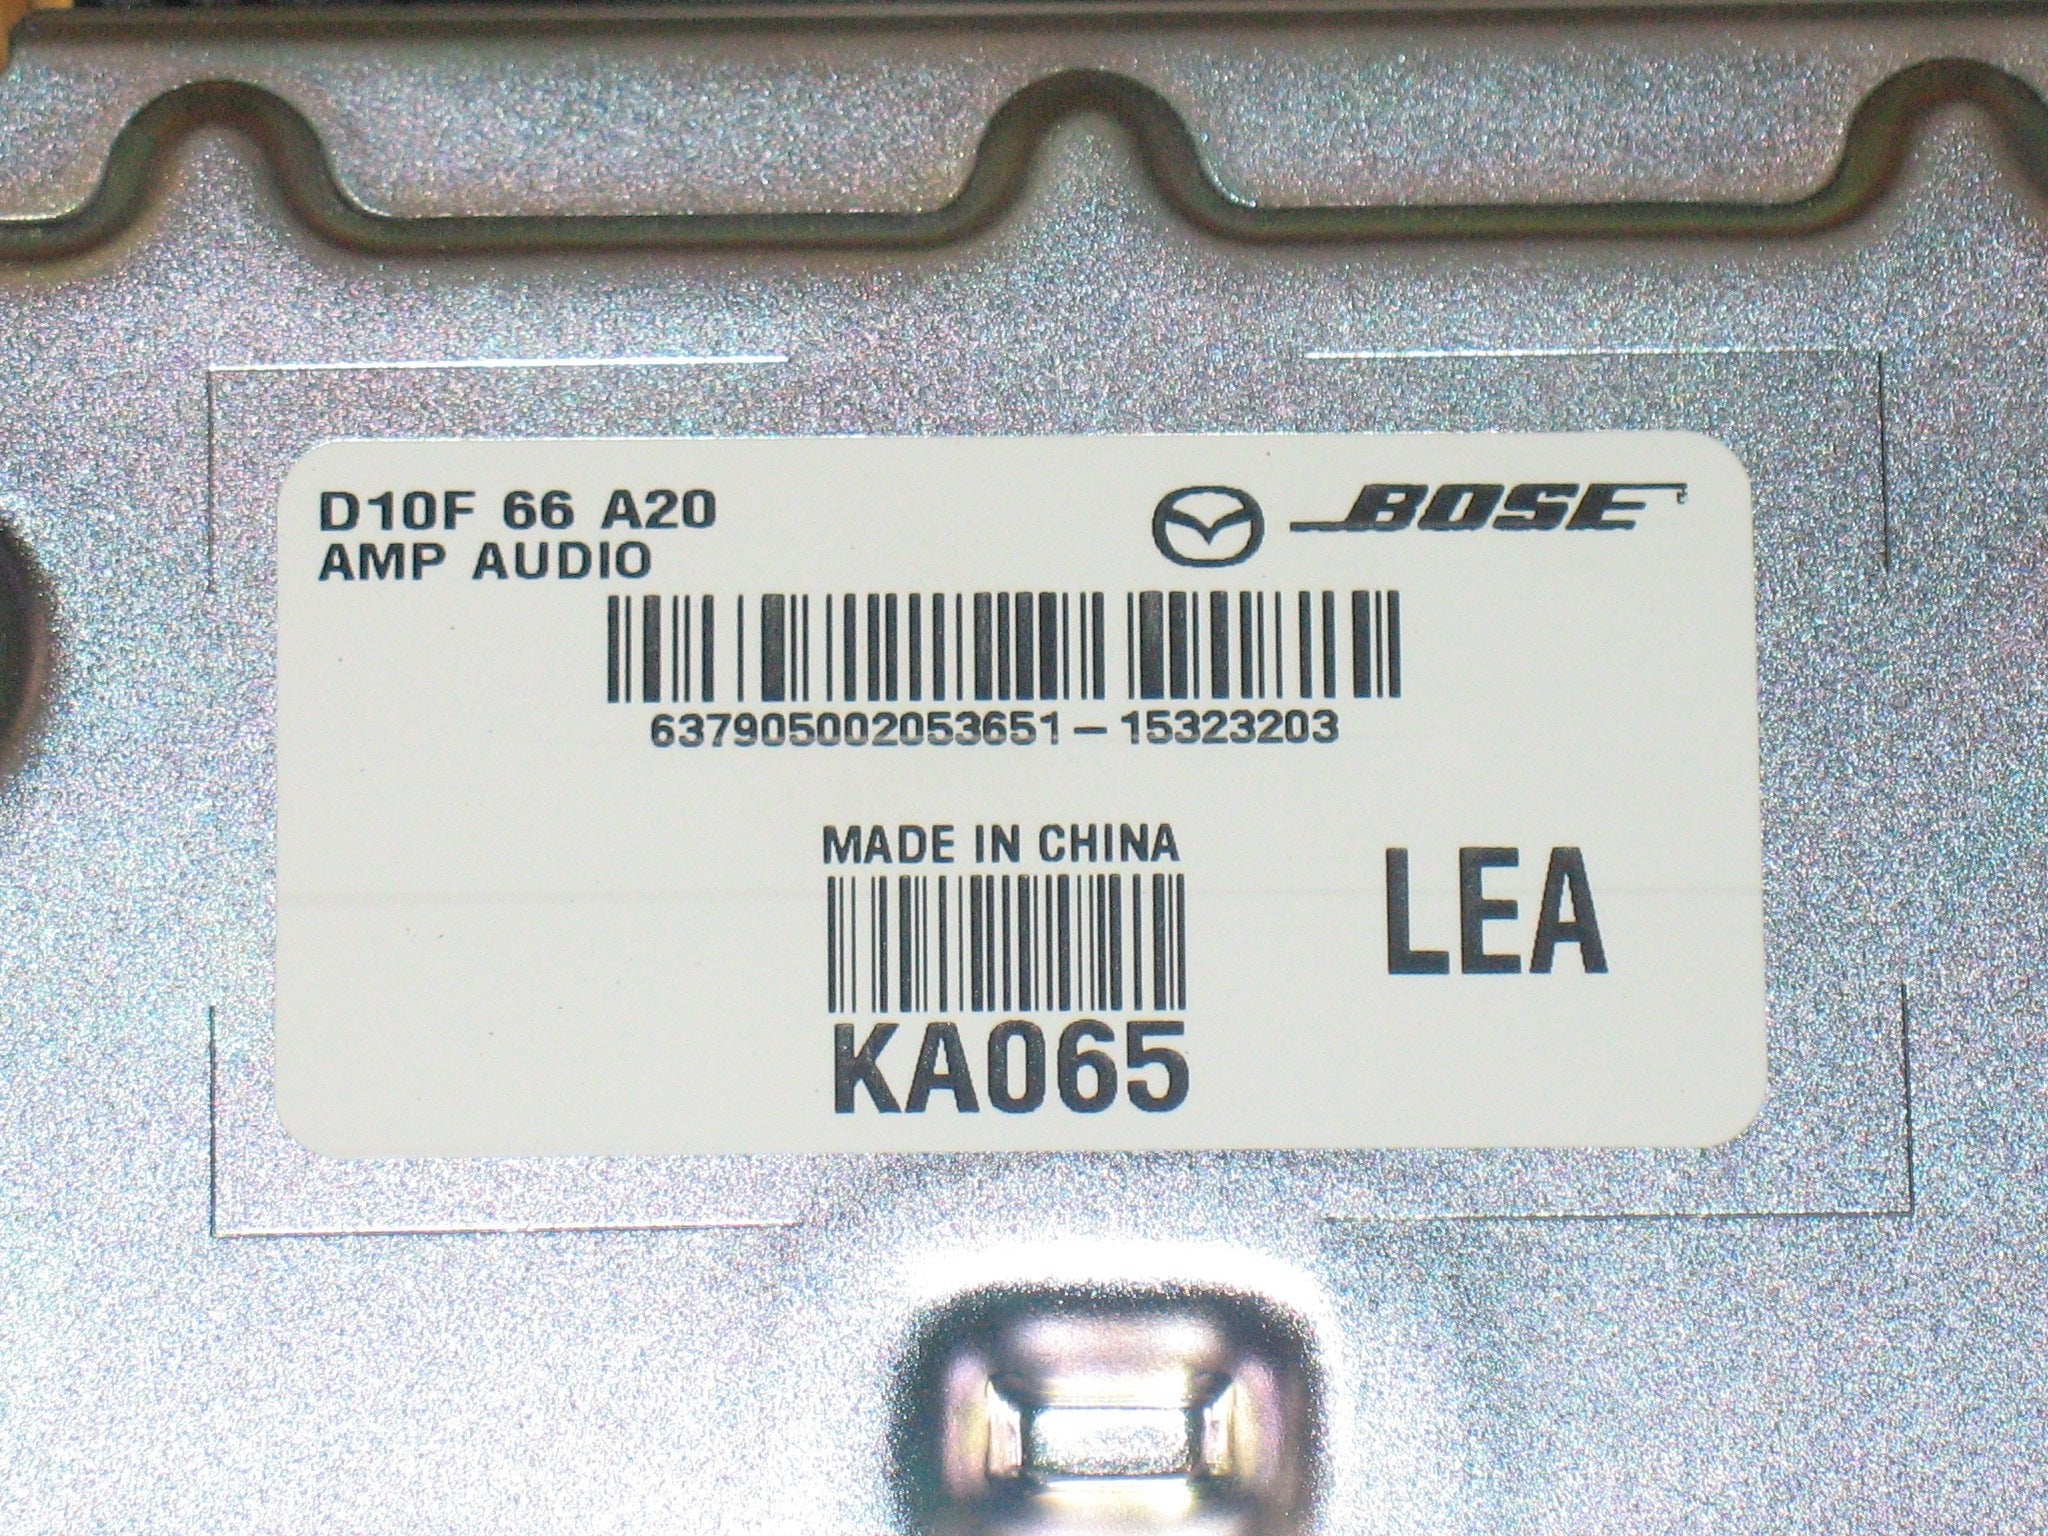 D10F 66 A20
AMP AUDIO
BOSE
637905002053651-15323203
MADE IN CHINA
LEA
KA065